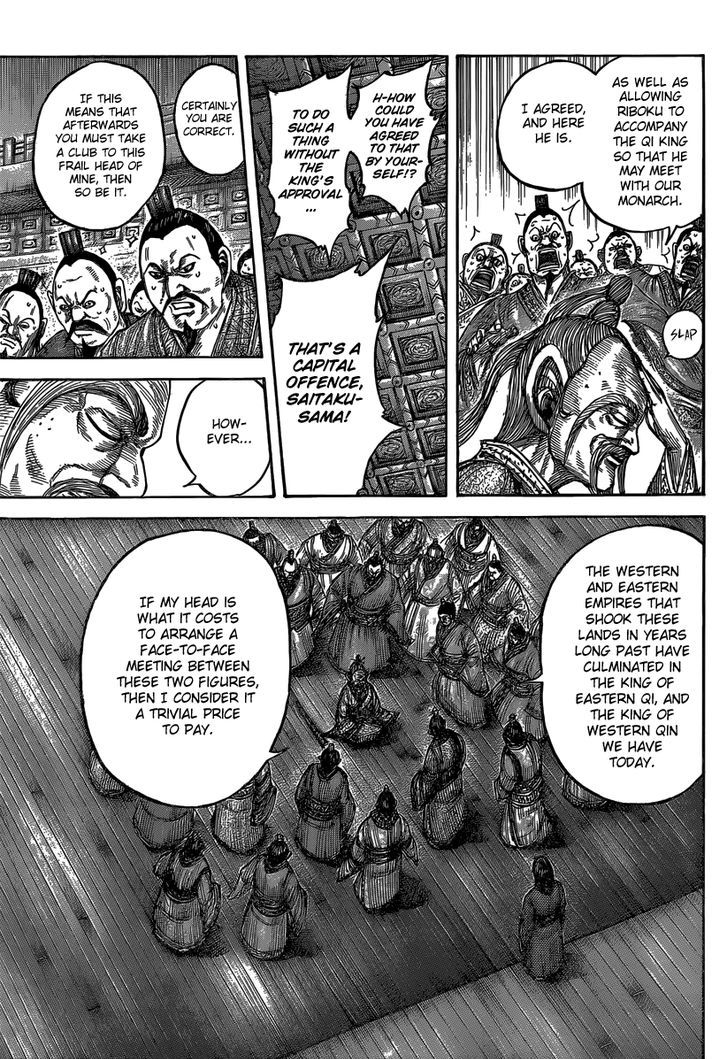 AS WELL AS
ALLOWING
RIBOKU TO
ACCOMPANY
THE QI KING
SO THAT HE
MAY MEET
WITH OUR
MONARCH.
I AGREED,
AND HERE
HE IS.
SLAP
H-HOW
COULD
YOU HAVE
AGREED
TO THAT
BY YOUR-
SELF!?
TO DO
SUCH A
THING
WITHOUT
THE
KING'S
APPROVAL
...
THAT'S A
CAPITAL
OFFENCE,
SAITAKU-
SAMA!
CERTAINLY
YOU ARE
CORRECT.
IF THIS
MEANS THAT
AFTERWARDS
YOU MUST TAKE
A CLUB TO THIS
FRAIL HEAD OF
MINE, THEN
SO BE IT.
HOW-
EVER...
THE WESTERN
AND EASTERN
EMPIRES THAT
SHOOK THESE
LANDS IN YEARS
LONG PAST HAVE
CULMINATED IN
THE KING OF
EASTERN QI, AND
THE KING OF
WESTERN QIN
WE HAVE
TODAY.
IF MY HEAD IS
WHAT IT COSTS
TO ARRANGE A
FACE-TO-FACE
MEETING BETWEEN
THESE TWO FIGURES,
THEN I CONSIDER IT
A TRIVIAL PRICE
TO PAY.